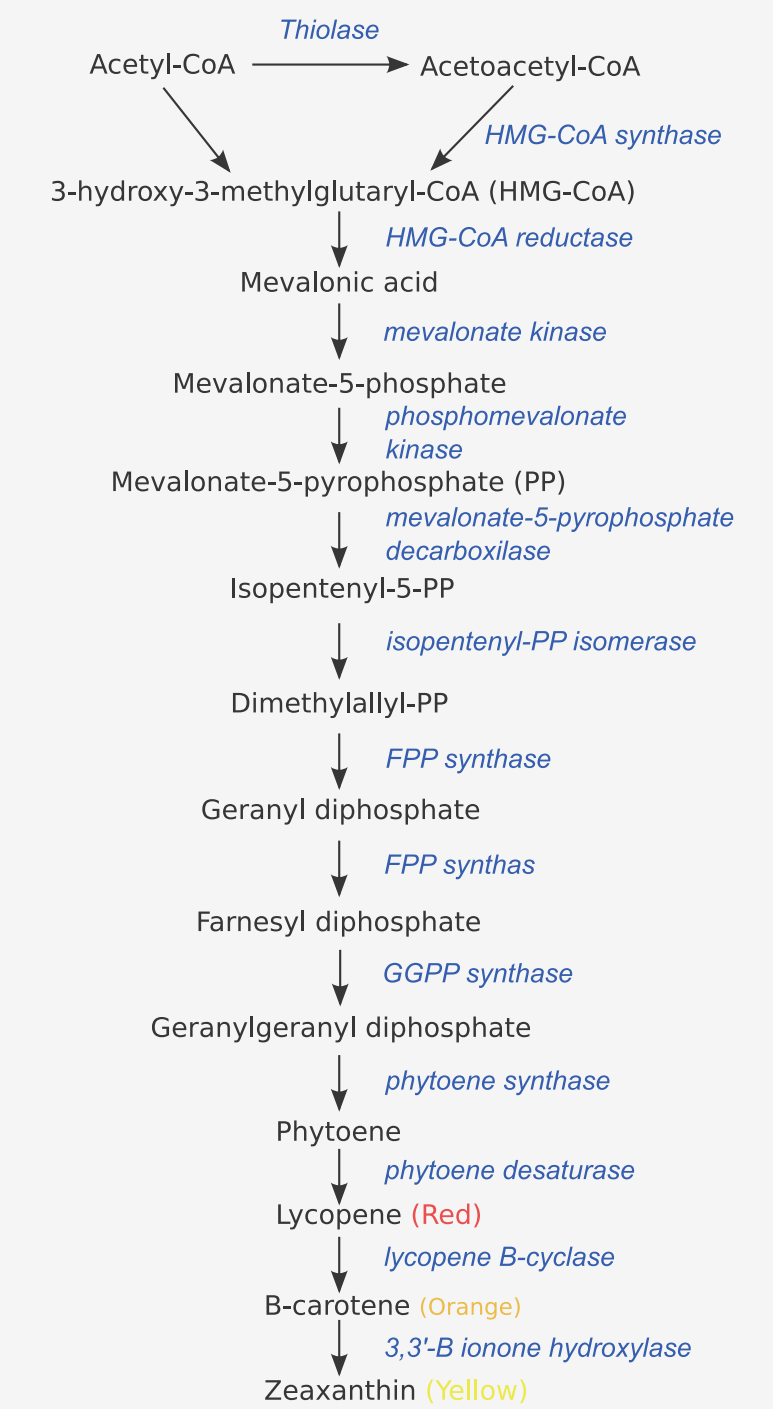 Thiolase
Acetyl-CoA
Acetoacetyl-CoA
HMG-CoA synthase
3-hydroxy-3-methylglutaryl-CoA (HMG-CoA)
HMG-CoA reductase
Mevalonic acid
mevalonate kinase
Mevalonate-5-phosphate
phosphomevalonate
kinase
Mevalonate-5-pyrophosphate (PP)
mevalonate-5-pyrophosphate
decarboxilase
Isopentenyl-5-PP
isopentenyl-PP isomerase
Dimethylallyl-PP
FPP synthase
Geranyl diphosphate
FPP synthas
Farnesyl diphosphate
GGPP synthase
Geranylgeranyl diphosphate
phytoene synthase
Phytoene
phytoene desaturase
Lycopene (Red)
lycopene B-cyclase
B-carotene (Orange)
3,3'-B ionone hydroxylase
Zeaxanthin (Yellow)